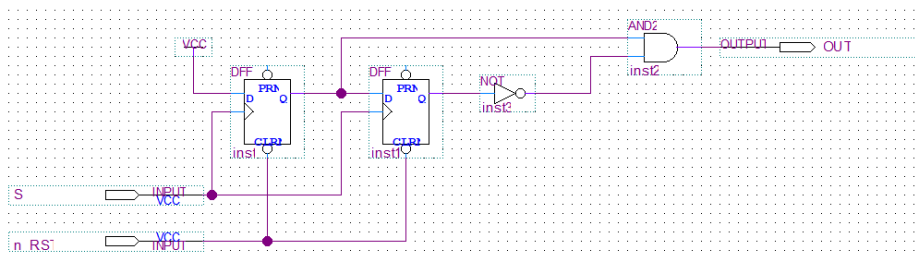 AND2
VCC
OUTPUT
OUT
inst2
DFF
DFF
NOT
PRN
PRN
D
Q
D
Q
inst3
CLRN
CLRN
inst
inst1
S
INPUT
VCC
n_RST
VCC
INPUT